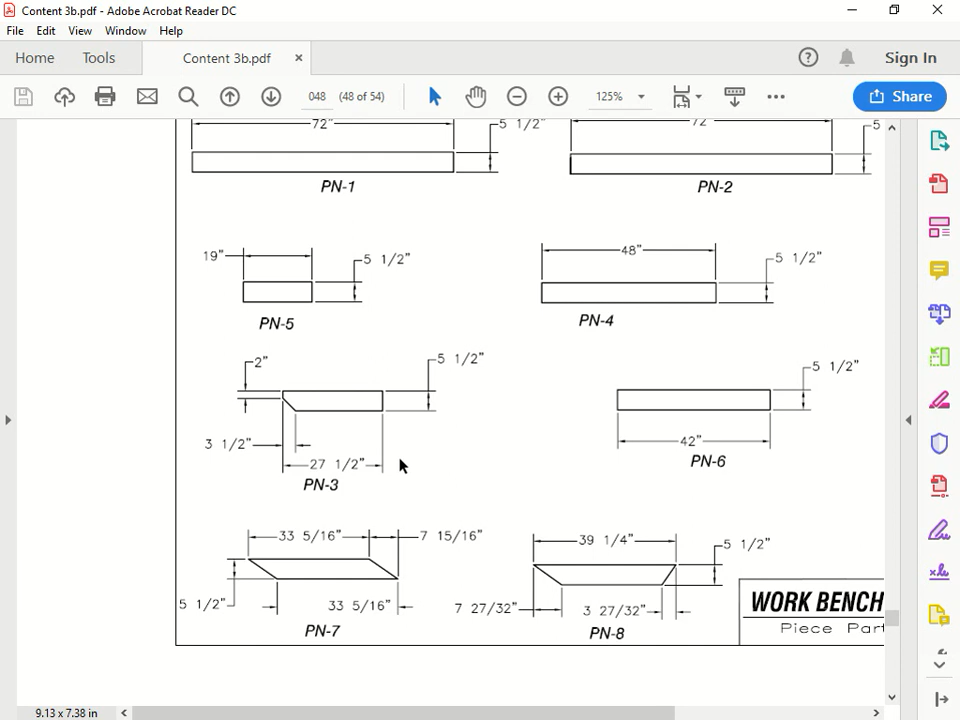 Content 3b.pdf - Adobe Acrobat Reader DC
File Edit View Window Help
Home Tools Content 3b.pdf × Sign In
048 (48 of 54) 125% Share
72" 5 1/2" 72 5
PN-1 PN-2
19" 5 1/2" 48" 5 1/2"
PN-5 PN-4
2" 5 1/2" 5 1/2"
3 1/2" 42"
27 1/2" PN-6
PN-3
33 5/16" 7 15/16" 39 1/4" 5 1/2"
5 1/2" 33 5/16" 7 27/32" 3 27/32" WORK BENCH
PN-7 PN-8 Piece Part
9.13 x 7.38 in